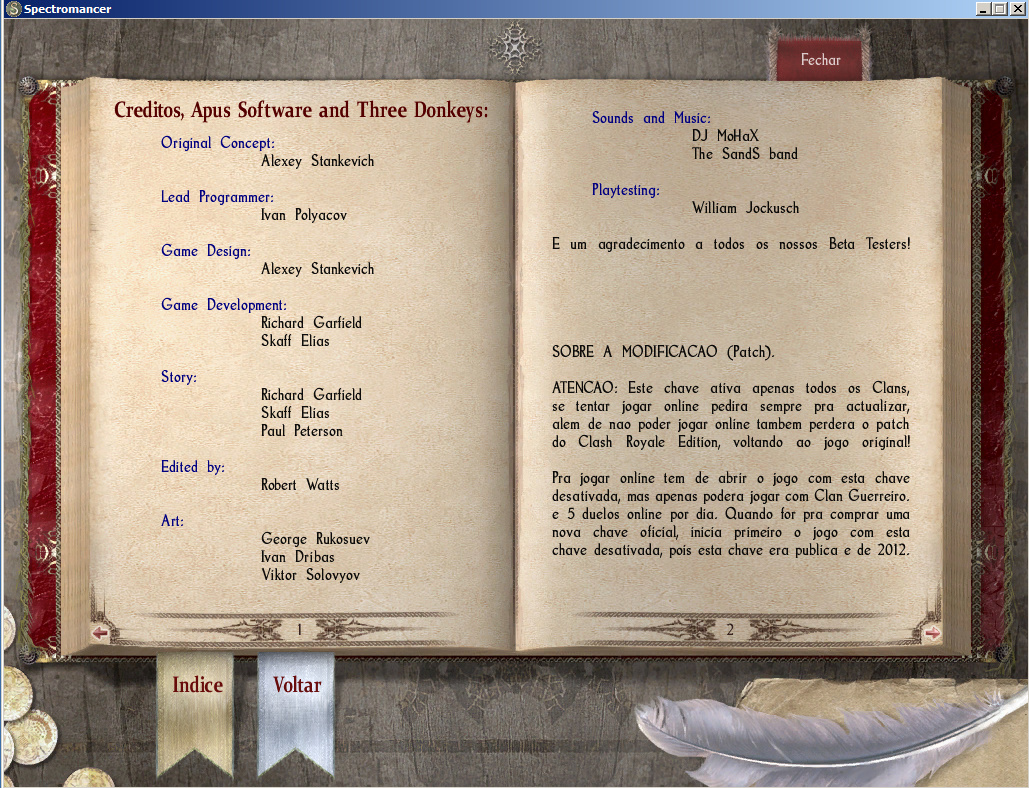 Spectromancer
Fechar
Creditos, Apus Software and Three Donkeys:
Original Concept:
Alexey Stankevich
Lead Programmer:
Ivan Polyacov
Game Design:
Alexey Stankevich
Game Development:
Richard Garfield
Skaff Elias
Story:
Richard Garfield
Skaff Elias
Paul Peterson
Edited by:
Robert Watts
Art:
George Rukosuev
Ivan Dribas
Viktor Solovyov
1
Sounds and Music:
DJ MoHaX
The SandS band
Playtesting:
William Jockusch
E um agradecimento a todos os nossos Beta Testers!
SOBRE A MODIFICACAO (Patch).
ATENCAO: Este chave ativa apenas todos os Clans,
se tentar jogar online pedira sempre pra actualizar,
alem de nao poder jogar online tambem perdera o patch
do Clash Royale Edition, voltando ao jogo original!
Pra jogar online tem de abrir o jogo com esta chave
desativada, mas apenas podera jogar com Clan Guerreiro.
e 5 duelos online por dia. Quando for pra comprar uma
nova chave oficial, inicia primeiro o jogo com esta
chave desativada, pois esta chave era publica e de 2012.
2
Indice
Voltar